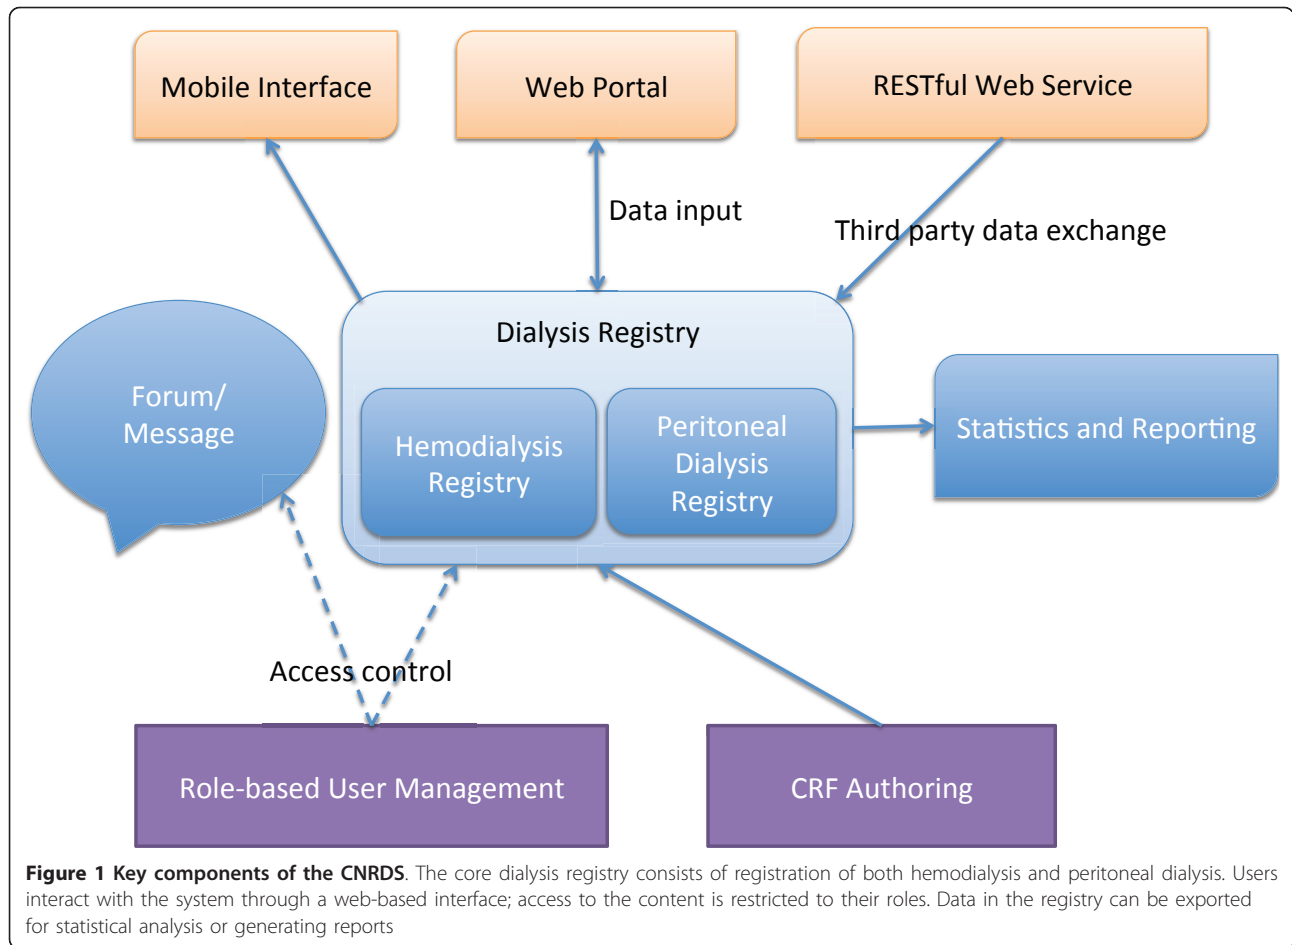 Mobile Interface
Web Portal
RESTful Web Service
Data input
Third party data exchange
Dialysis Registry
Forum/
Message
Hemodialysis
Registry
Peritoneal
Dialysis
Registry
Statistics and Reporting
Access control
Role-based User Management
CRF Authoring
Figure 1 Key components of the CNRDS. The core dialysis registry consists of registration of both hemodialysis and peritoneal dialysis. Users
interact with the system through a web-based interface; access to the content is restricted to their roles. Data in the registry can be exported
for statistical analysis or generating reports